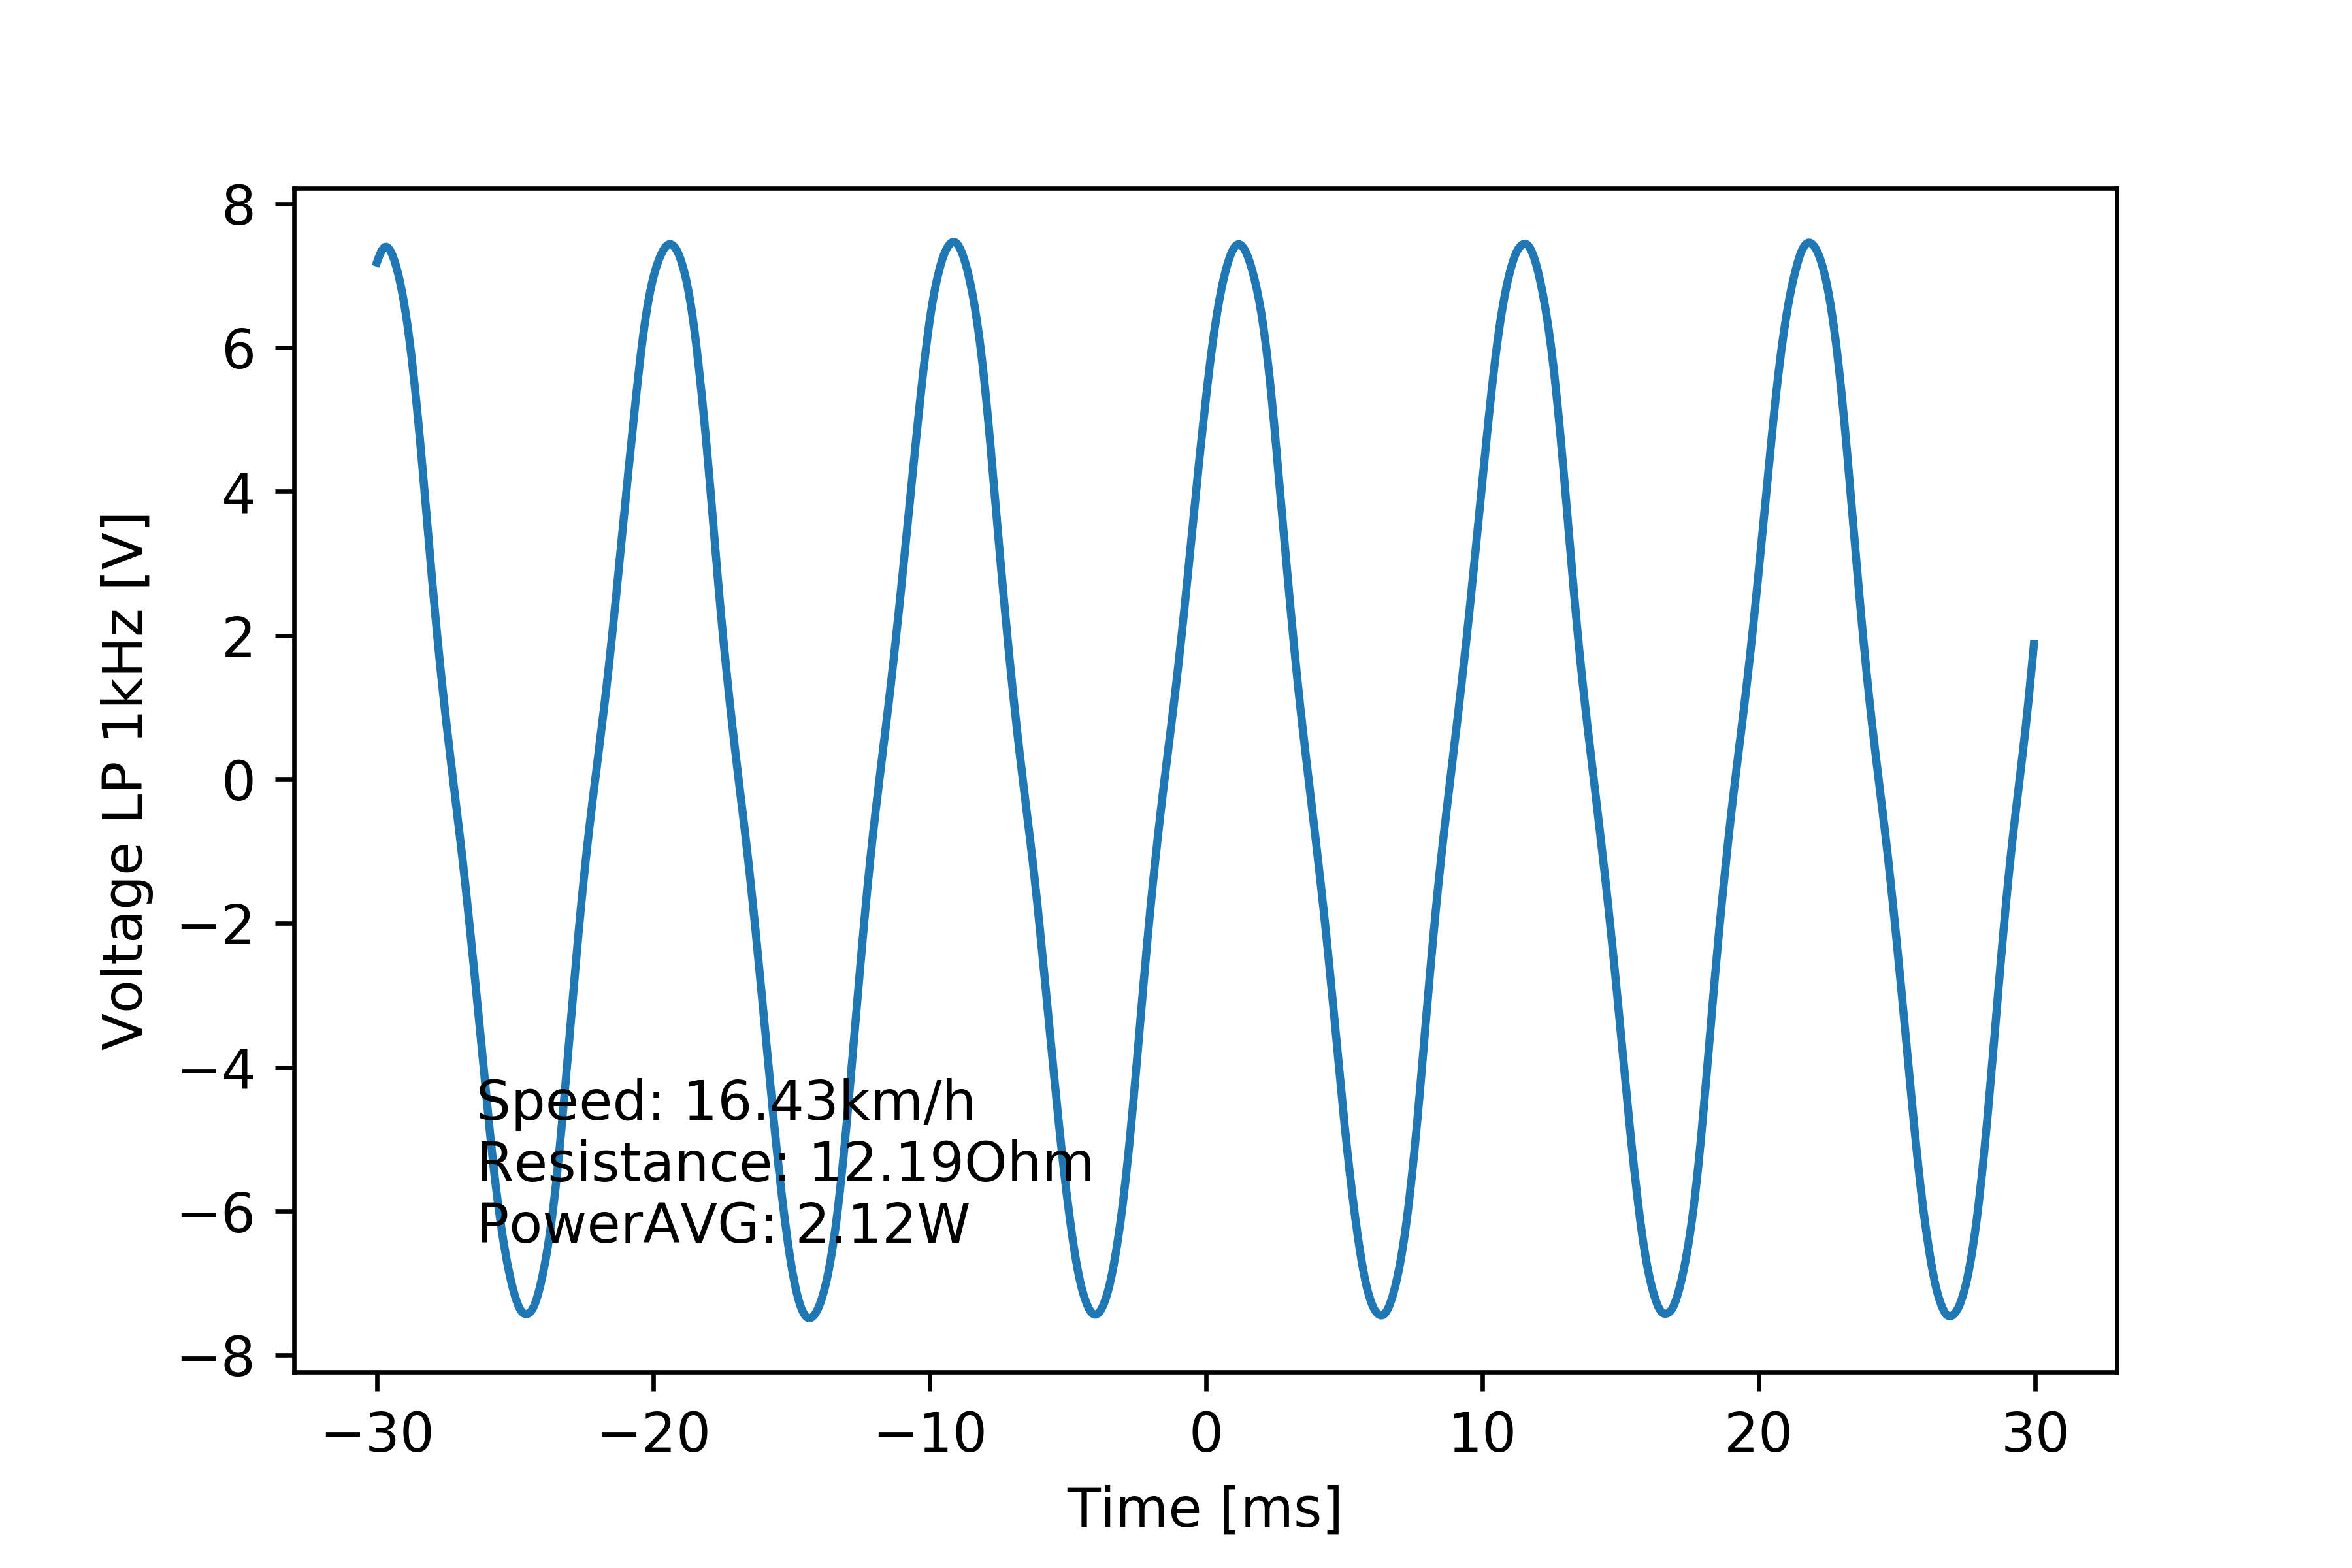 8
6
4
2
0
−2
−4
−6
−8
Voltage LP 1kHz [V]
Speed: 16.43km/h
Resistance: 12.19Ohm
PowerAVG: 2.12W
−30 −20 −10 0 10 20 30
Time [ms]